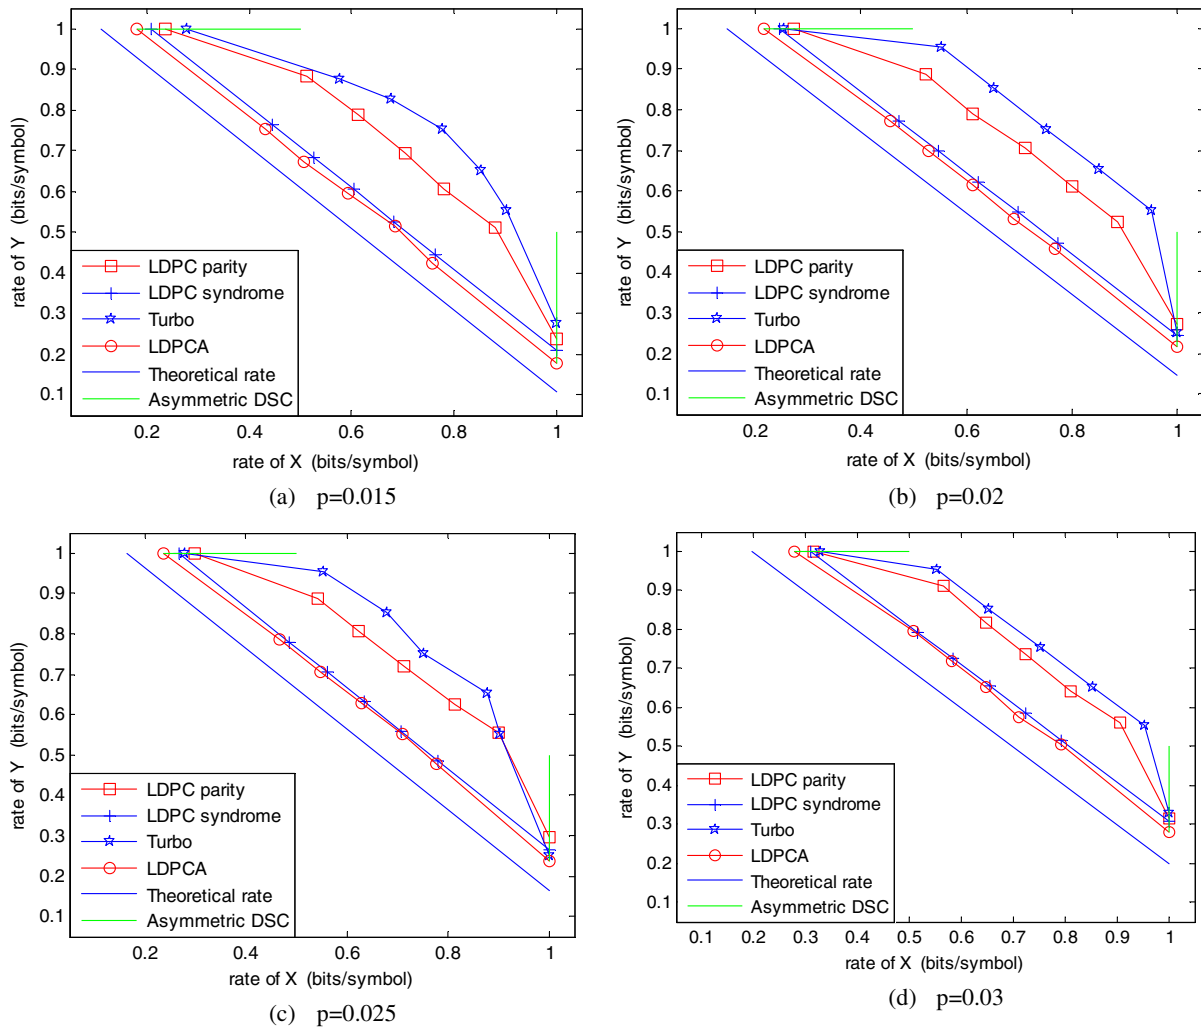 1
0.9
0.8
0.7
0.6
0.5
0.4
0.3
0.2
0.1
rate of Y (bits/symbol)
LDPC parity
LDPC syndrome
Turbo
LDPCA
Theoretical rate
Asymmetric DSC
0.2 0.4 0.6 0.8 1
rate of X (bits/symbol)
(a) p=0.015
1
0.9
0.8
0.7
0.6
0.5
0.4
0.3
0.2
0.1
rate of Y (bits/symbol)
LDPC parity
LDPC syndrome
Turbo
LDPCA
Theoretical rate
Asymmetric DSC
0.2 0.4 0.6 0.8 1
rate of X (bits/symbol)
(b) p=0.02
1
0.9
0.8
0.7
0.6
0.5
0.4
0.3
0.2
0.1
rate of Y (bits/symbol)
LDPC parity
LDPC syndrome
Turbo
LDPCA
Theoretical rate
Asymmetric DSC
0.2 0.4 0.6 0.8 1
rate of X (bits/symbol)
(c) p=0.025
1
0.9
0.8
0.7
0.6
0.5
0.4
0.3
0.2
0.1
rate of Y (bits/symbol)
LDPC parity
LDPC syndrome
Turbo
LDPCA
Theoretical rate
Asymmetric DSC
0.1 0.2 0.3 0.4 0.5 0.6 0.7 0.8 0.9 1
rate of X (bits/symbol)
(d) p=0.03